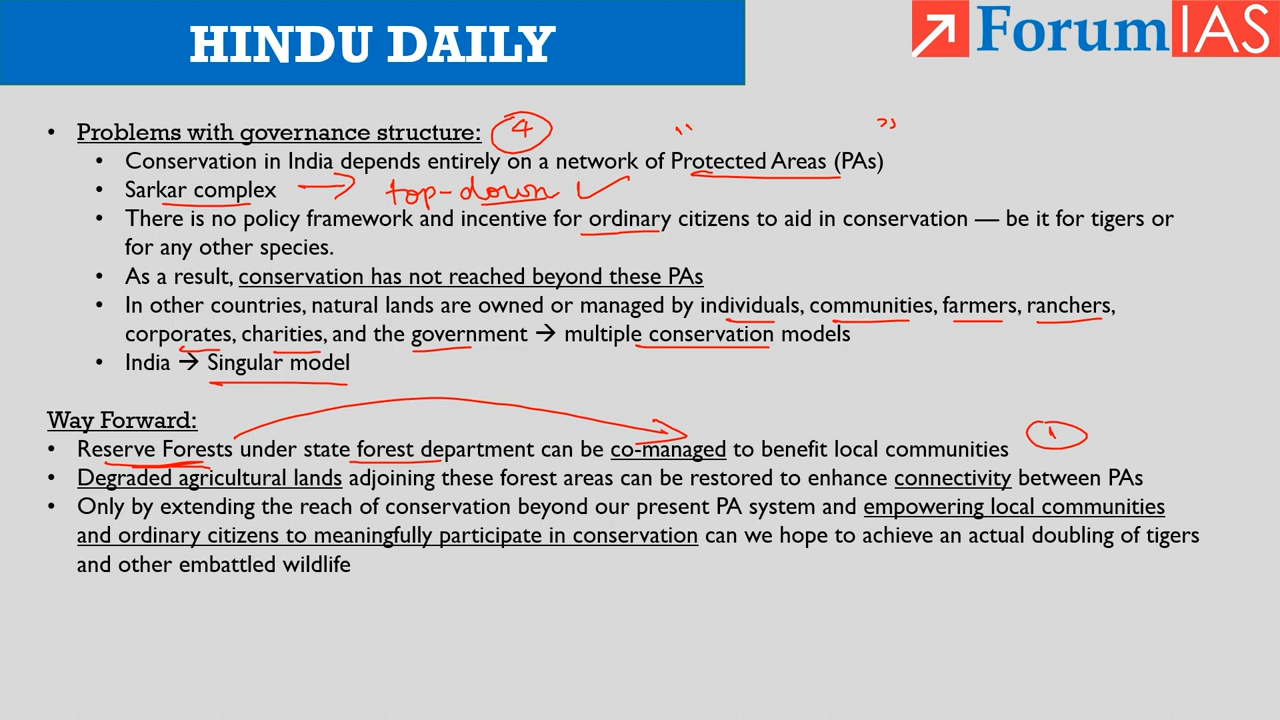 HINDU DAILY
ForumIAS
• Problems with governance structure: 4
• Conservation in India depends entirely on a network of Protected Areas (PAs)
• Sarkar complex → top-down ✓
• There is no policy framework and incentive for ordinary citizens to aid in conservation — be it for tigers or
for any other species.
• As a result, conservation has not reached beyond these PAs
• In other countries, natural lands are owned or managed by individuals, communities, farmers, ranchers,
corporates, charities, and the government → multiple conservation models
• India → Singular model
Way Forward:
• Reserve Forests under state forest department can be co-managed to benefit local communities 1
• Degraded agricultural lands adjoining these forest areas can be restored to enhance connectivity between PAs
• Only by extending the reach of conservation beyond our present PA system and empowering local communities
and ordinary citizens to meaningfully participate in conservation can we hope to achieve an actual doubling of tigers
and other embattled wildlife